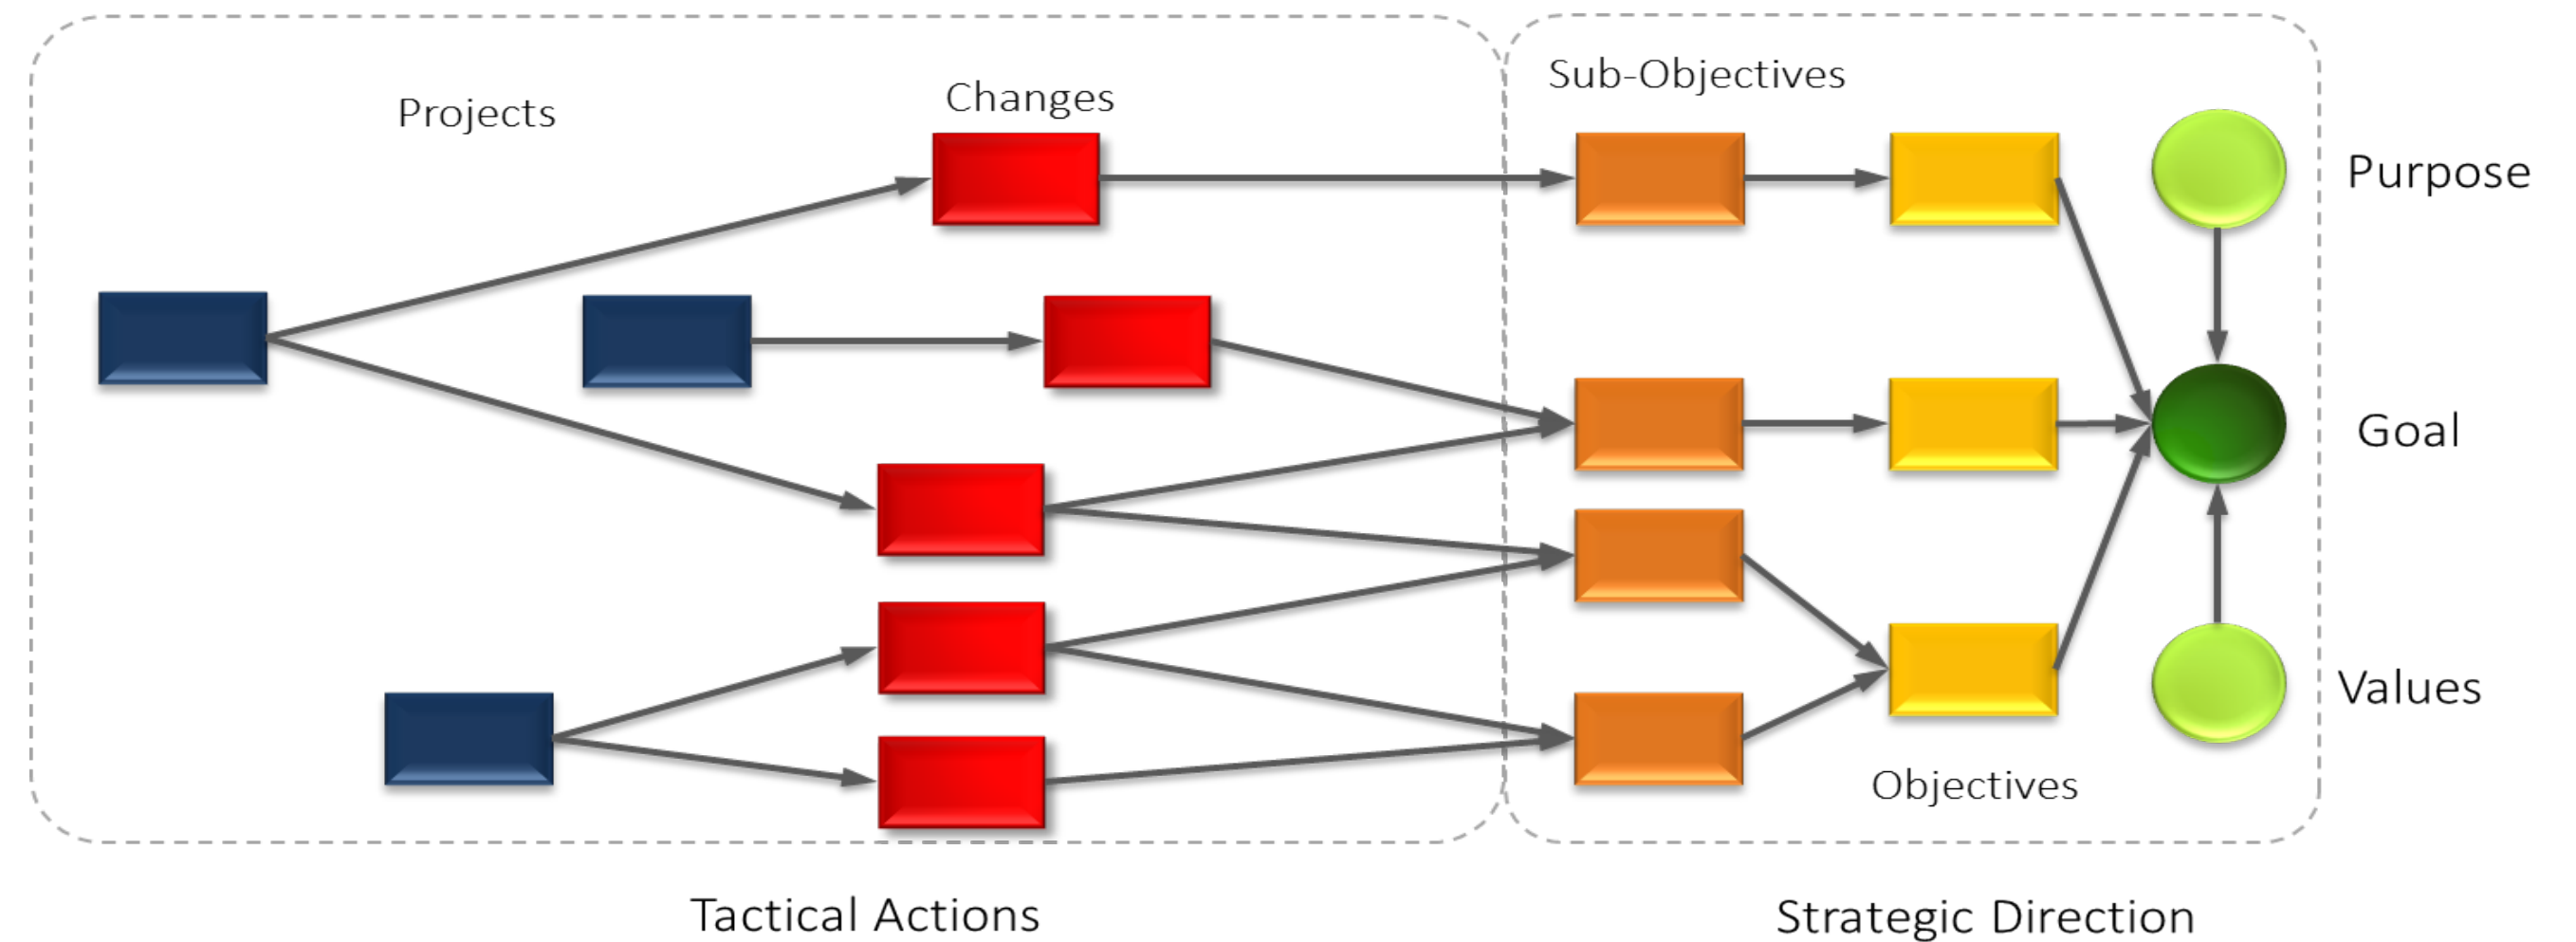 Projects
Changes
Sub-Objectives
Purpose
Goal
Values
Objectives
Tactical Actions
Strategic Direction